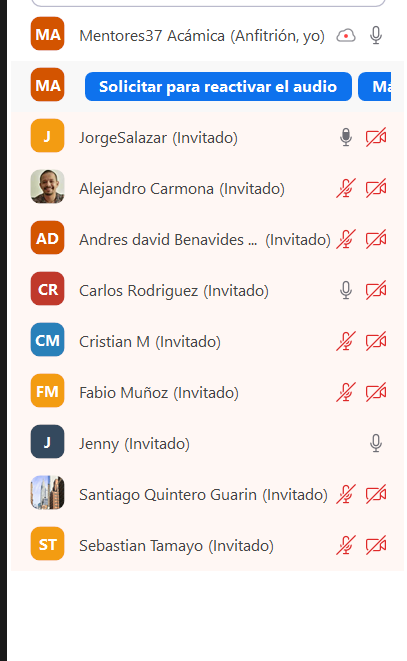 MA Mentores37 Acámica (Anfitrión, yo)
MA Solicitar para reactivar el audio Ma
J JorgeSalazar (Invitado)
Alejandro Carmona (Invitado)
AD Andres david Benavides ... (Invitado)
CR Carlos Rodriguez (Invitado)
CM Cristian M (Invitado)
FM Fabio Muñoz (Invitado)
J Jenny (Invitado)
Santiago Quintero Guarin (Invitado)
ST Sebastian Tamayo (Invitado)